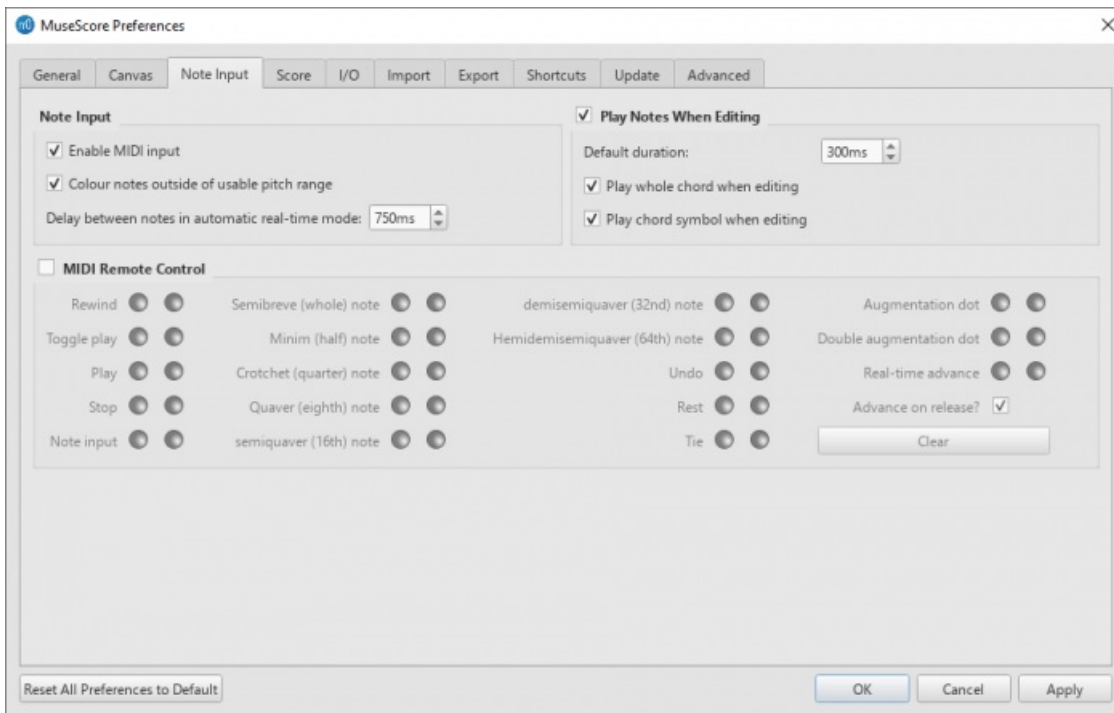 MuseScore Preferences
General Canvas Note Input Score I/O Import Export Shortcuts Update Advanced
Note Input
Enable MIDI input
Colour notes outside of usable pitch range
Delay between notes in automatic real-time mode: 750ms
Play Notes When Editing
Default duration: 300ms
Play whole chord when editing
Play chord symbol when editing
MIDI Remote Control
Rewind Semibreve (whole) note demisemiquaver (32nd) note Augmentation dot
Toggle play Minim (half) note Hemidemisemiquaver (64th) note Double augmentation dot
Play Crotchet (quarter) note Undo Real-time advance
Stop Quaver (eighth) note Rest Advance on release?
Note input semiquaver (16th) note Tie Clear
Reset All Preferences to Default OK Cancel Apply